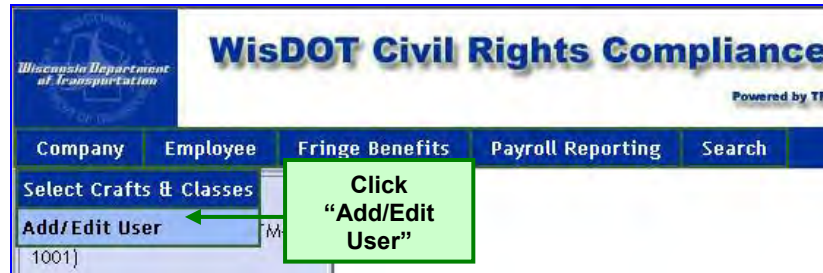 Wisconsin Department
of Transportation
WisDOT Civil Rights Compliance
Powered by
Company Employee Fringe Benefits Payroll Reporting Search
Select Crafts & Classes
Add/Edit User
1001)
Click
“Add/Edit
User”